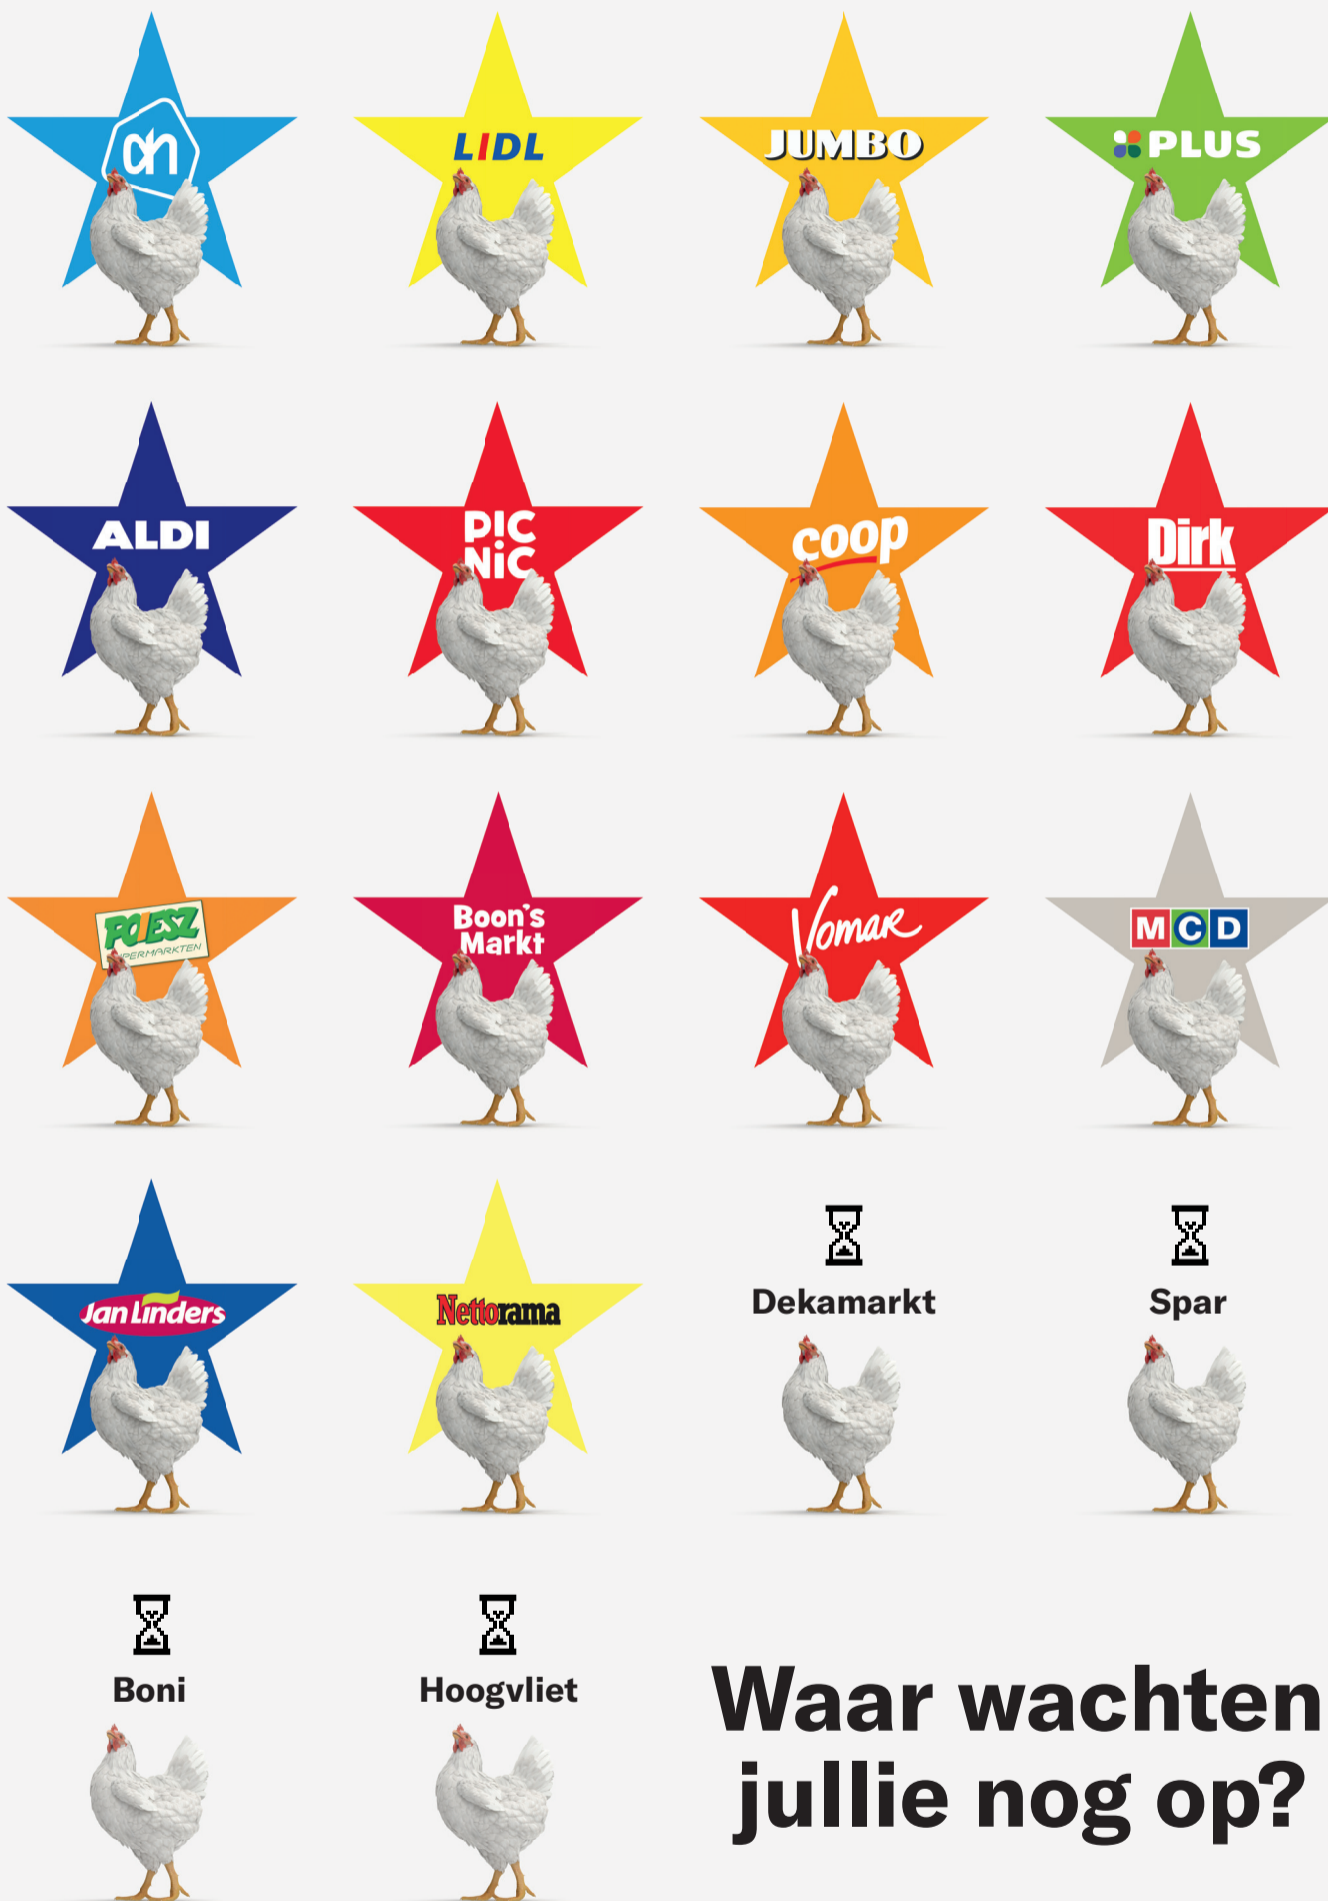 ah
LIDL
JUMBO
PLUS
ALDI
PIC
NiC
coop
Dirk
POIESZ
SUPERMARKTEN
Boon's
Markt
Vomar
MCD
Jan Linders
Nettorama
Dekamarkt
Spar
Boni
Hoogvliet
Waar wachten
jullie nog op?